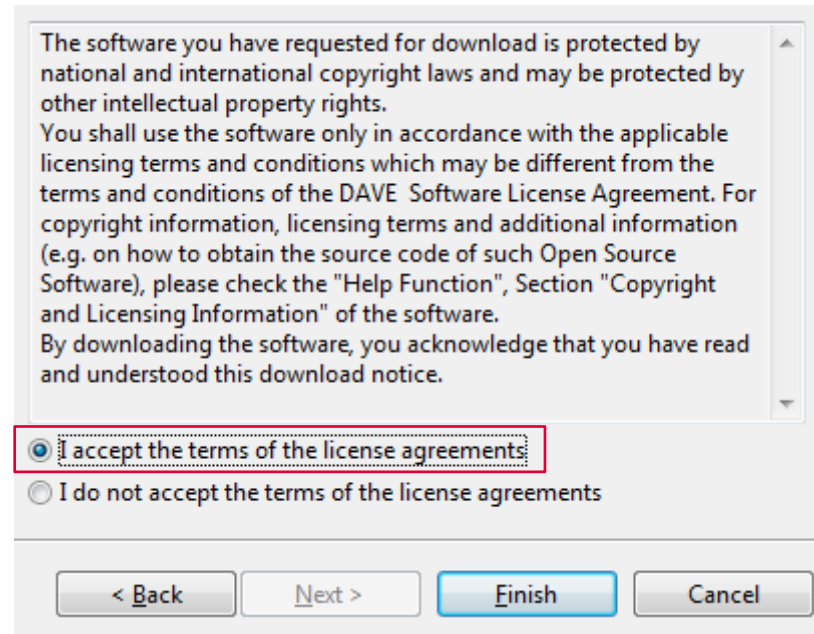 The software you have requested for download is protected by
national and international copyright laws and may be protected by
other intellectual property rights.
You shall use the software only in accordance with the applicable
licensing terms and conditions which may be different from the
terms and conditions of the DAVE  Software License Agreement. For
copyright information, licensing terms and additional information
(e.g. on how to obtain the source code of such Open Source
Software), please check the "Help Function", Section "Copyright
and Licensing Information" of the software.
By downloading the software, you acknowledge that you have read
and understood this download notice.
I accept the terms of the license agreements
I do not accept the terms of the license agreements
< Back Next > Finish Cancel